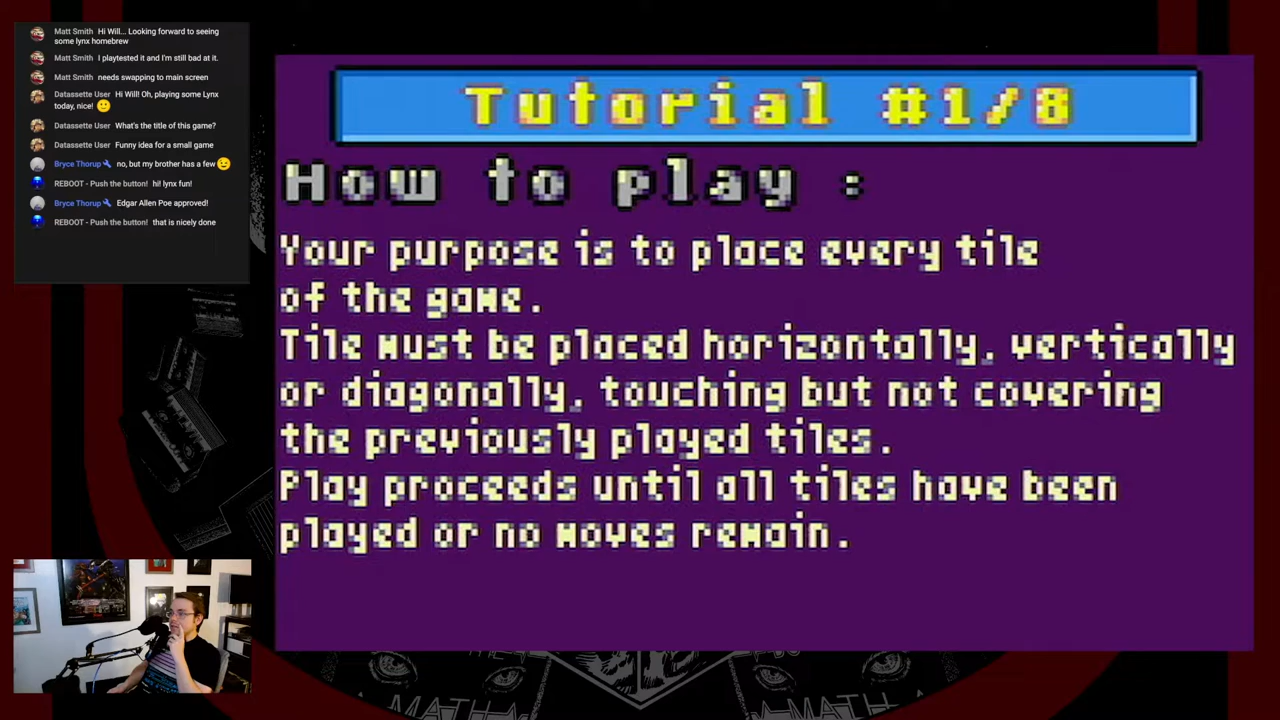 Matt Smith Hi Will... Looking forward to seeing
some lynx homebrew
Matt Smith I playtested it and I'm still bad at it.
Matt Smith needs swapping to main screen
Datassette User Hi Will! Oh, playing some Lynx
today, nice! 🙂
Datassette User What's the title of this game?
Datassette User Funny idea for a small game
Bryce Thorup no, but my brother has a few 😉
REBOOT - Push the button! hi! lynx fun!
Bryce Thorup Edgar Allen Poe approved!
REBOOT - Push the button! that is nicely done
Tutorial #1/8
How to play :
Your purpose is to place every tile
of the game.
Tile must be placed horizontally, vertically
or diagonally, touching but not covering
the previously played tiles.
Play proceeds until all tiles have been
played or no moves remain.